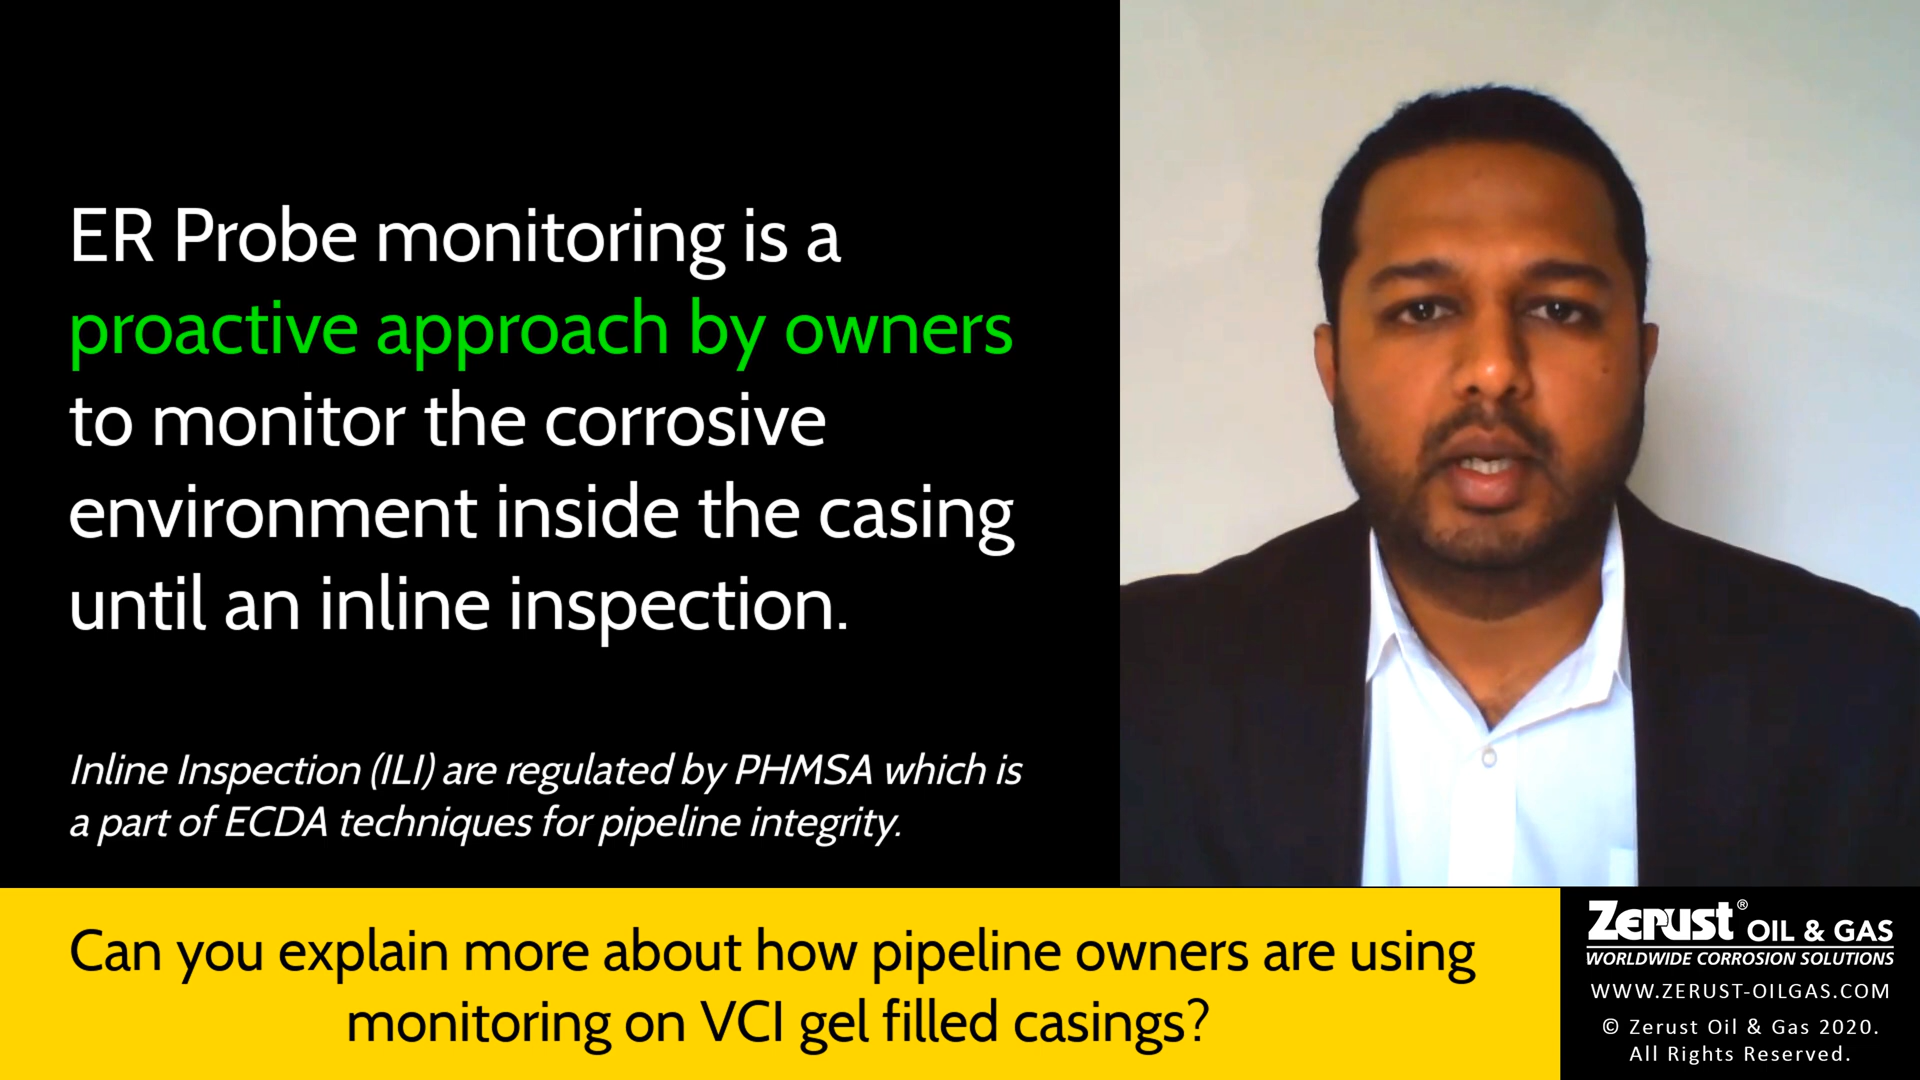 ER Probe monitoring is a
proactive approach by owners
to monitor the corrosive
environment inside the casing
until an inline inspection.
Inline Inspection (ILI) are regulated by PHMSA which is
a part of ECDA techniques for pipeline integrity.
Can you explain more about how pipeline owners are using
monitoring on VCI gel filled casings?
Zerust® OIL & GAS
WORLDWIDE CORROSION SOLUTIONS
WWW.ZERUST-OILGAS.COM
© Zerust Oil & Gas 2020.
All Rights Reserved.